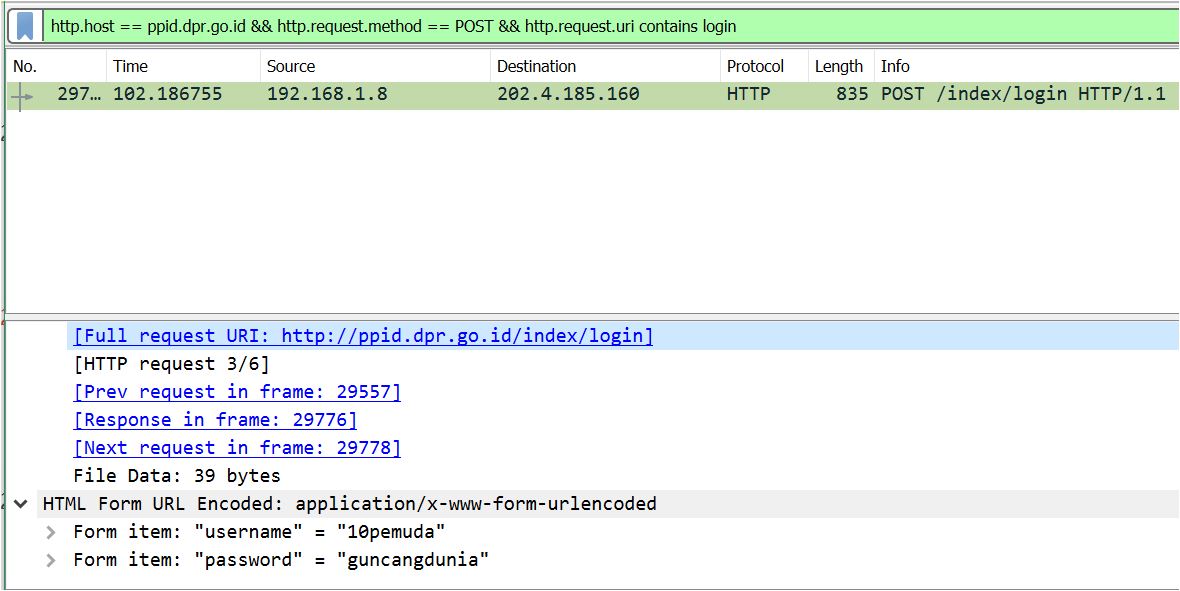 http.host == ppid.dpr.go.id && http.request.method == POST && http.request.uri contains login
No. Time Source Destination Protocol Length Info
297… 102.186755 192.168.1.8 202.4.185.160 HTTP 835 POST /index/login HTTP/1.1
[Full request URI: http://ppid.dpr.go.id/index/login]
[HTTP request 3/6]
[Prev request in frame: 29557]
[Response in frame: 29776]
[Next request in frame: 29778]
File Data: 39 bytes
HTML Form URL Encoded: application/x-www-form-urlencoded
Form item: "username" = "10pemuda"
Form item: "password" = "guncangdunia"